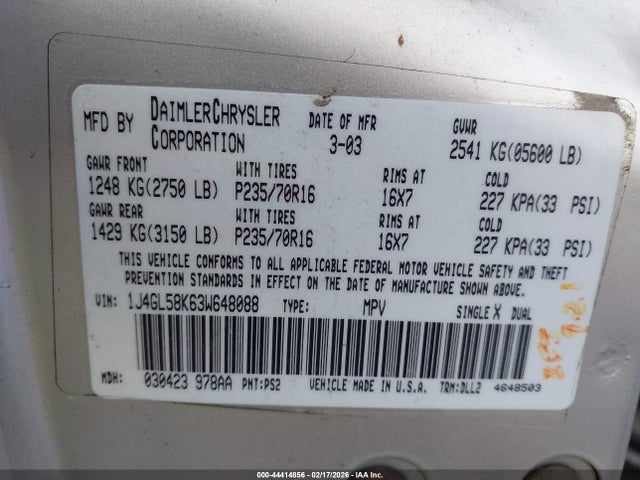 MFD BY DAIMLERCHRYSLER CORPORATION DATE OF MFR 3-03 GVWR 2541 KG(05600 LB)
GAWR FRONT WITH TIRES RIMS AT COLD
1248 KG(2750 LB) P235/70R16 16X7 227 KPA(33 PSI)
GAWR REAR WITH TIRES RIMS AT COLD
1429 KG(3150 LB) P235/70R16 16X7 227 KPA(33 PSI)
THIS VEHICLE CONFORMS TO ALL APPLICABLE FEDERAL MOTOR VEHICLE SAFETY AND THEFT
PREVENTION STANDARDS IN EFFECT ON THE DATE OF MANUFACTURE SHOWN ABOVE.
VIN: 1J4GL58K63W648088 TYPE: MPV SINGLE X DUAL
MDH: 030423 978AA PNT:PS2 VEHICLE MADE IN U.S.A. TRM:DLL2 4648503
000-44414856 - 02/17/2026 - IAA Inc.